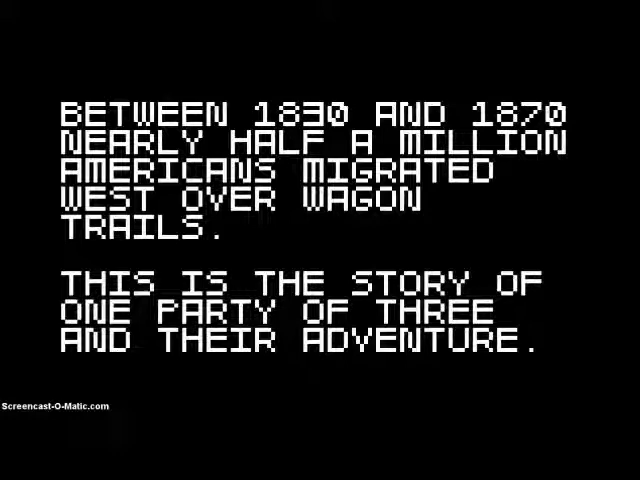 BETWEEN 1830 AND 1870
NEARLY HALF A MILLION
AMERICANS MIGRATED
WEST OVER WAGON
TRAILS.
THIS IS THE STORY OF
ONE PARTY OF THREE
AND THEIR ADVENTURE.
Screencast-O-Matic.com